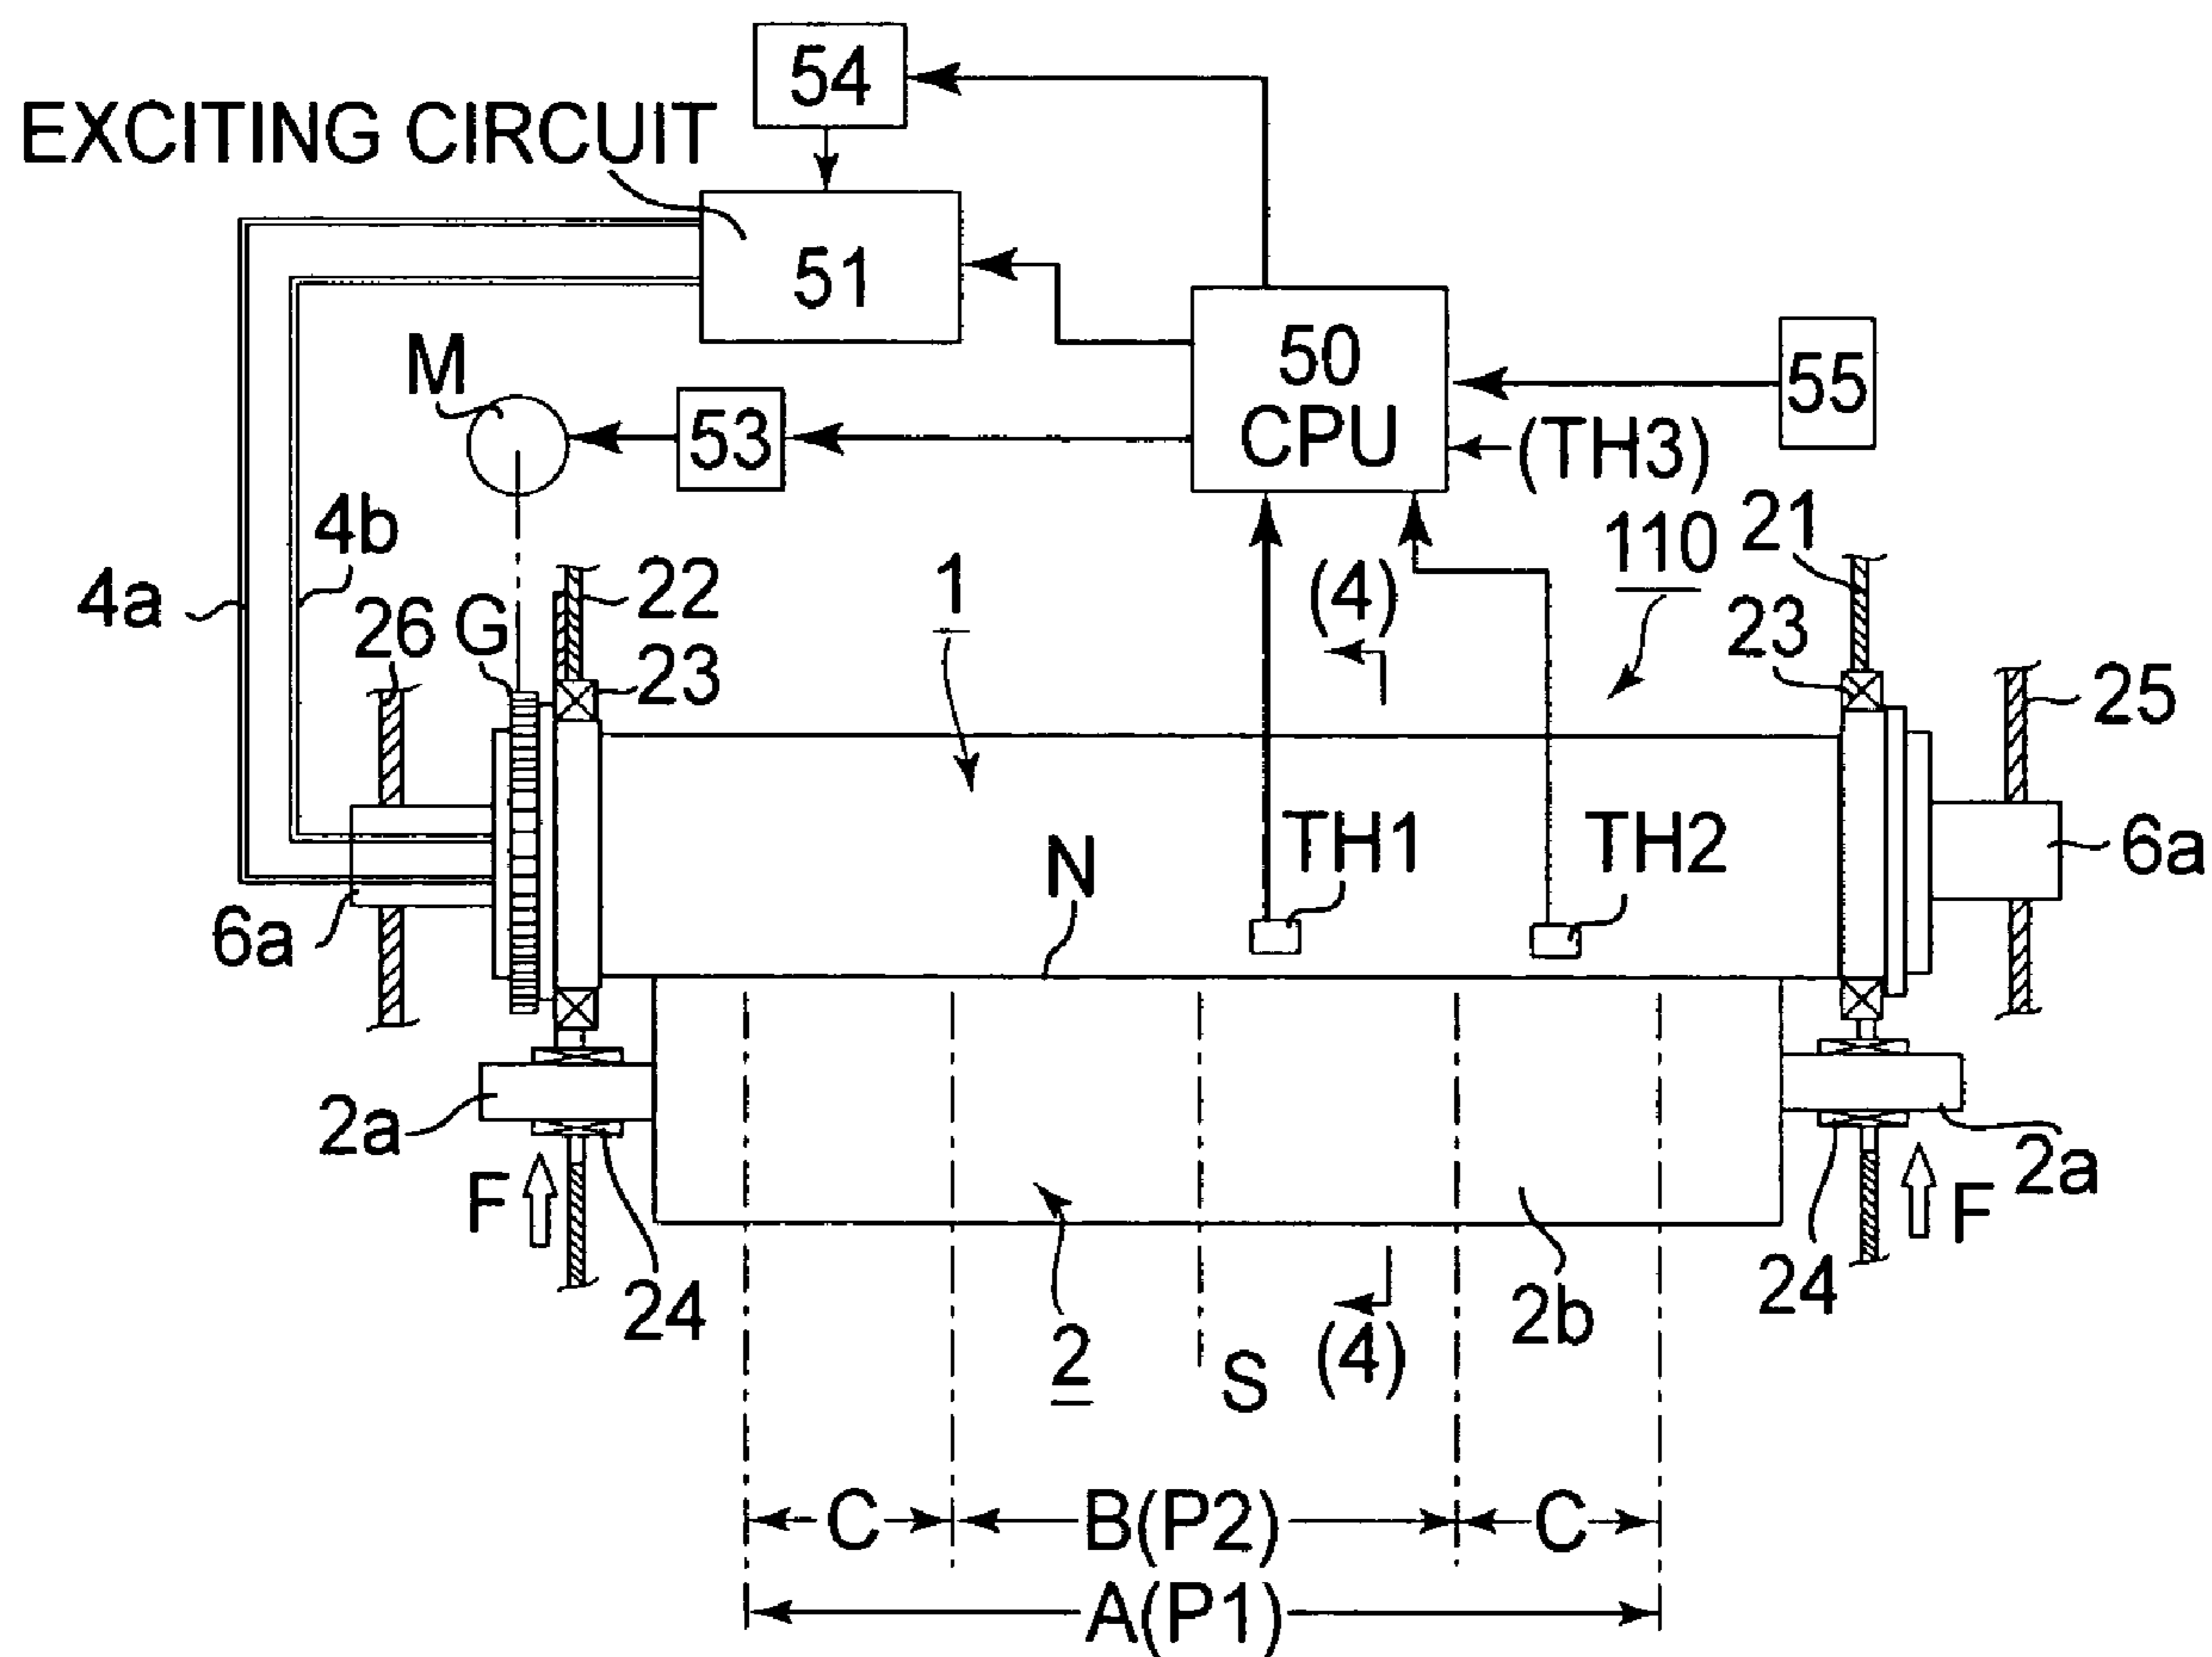 54
EXCITING CIRCUIT
51
50
CPU
55
M
53
(TH3)
4b
110
21
4a
26
G
22
1
(4)
23
23
25
TH1
TH2
6a
N
6a
2a
2a
F
F
24
24
2
S
(4)
2b
C
B(P2)
C
A(P1)